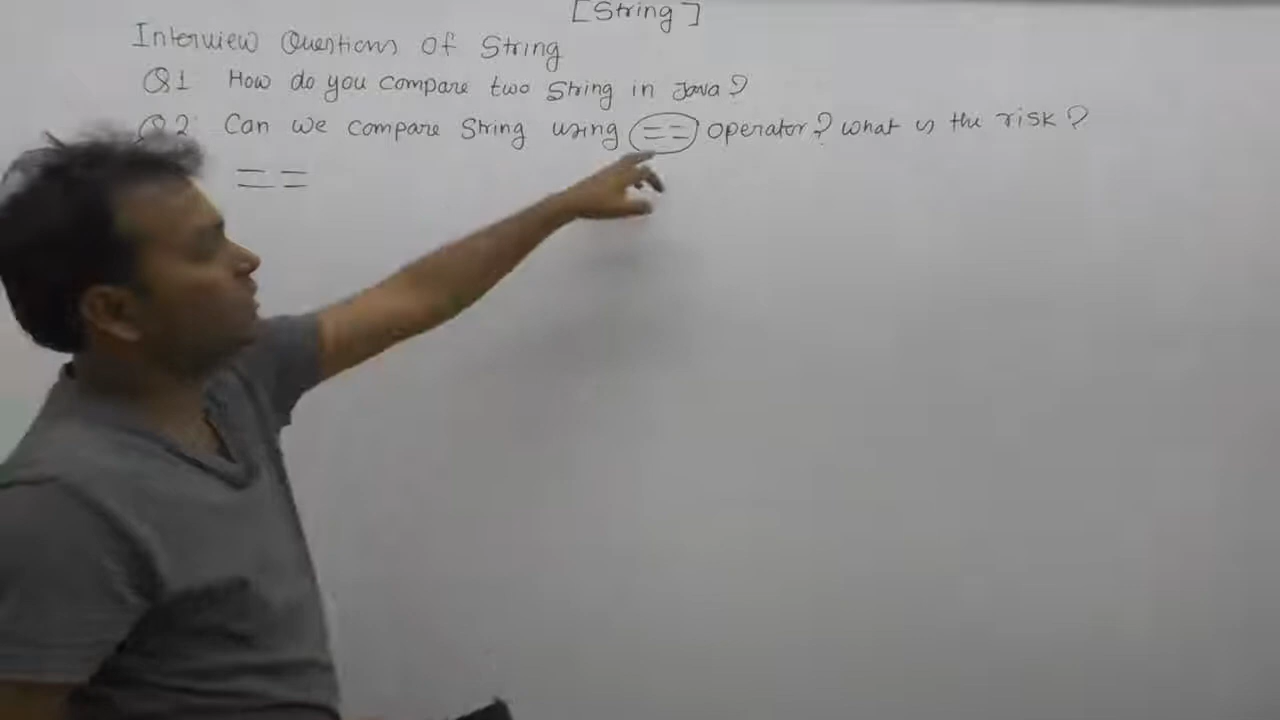 [String]
Interview Questions of String
Q1 How do you compare two String in Java?
Q2 Can we compare String using == operator? what is the risk?
==